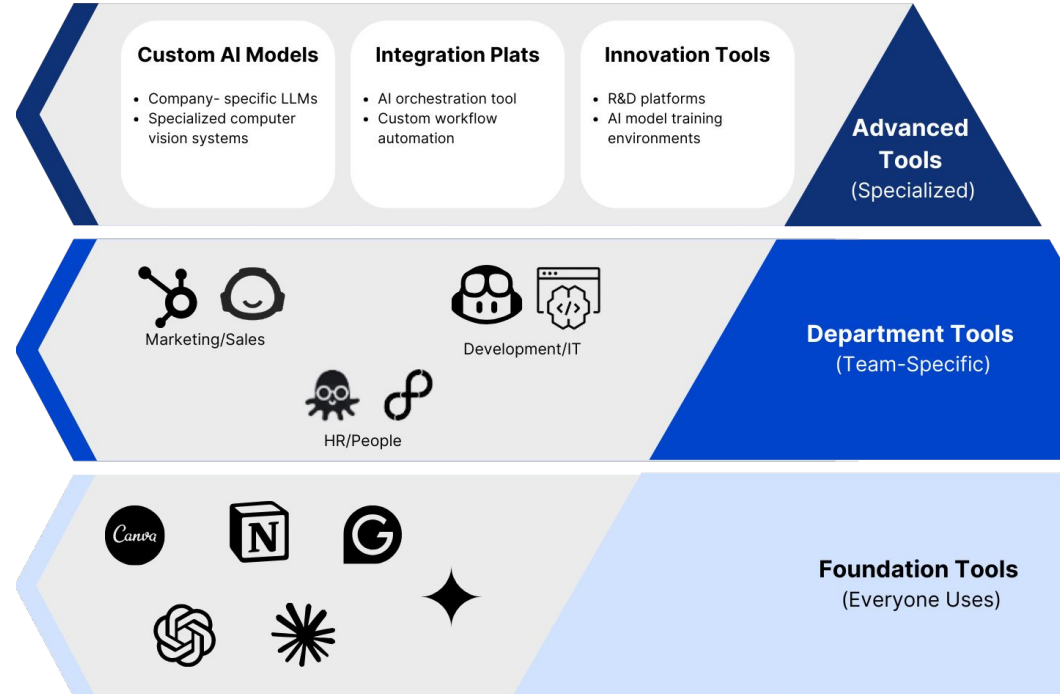 Custom AI Models
• Company- specific LLMs
• Specialized computer
vision systems
Integration Plats
• AI orchestration tool
• Custom workflow
automation
Innovation Tools
• R&D platforms
• AI model training
environments
Advanced
Tools
(Specialized)
Marketing/Sales
</>
Development/IT
HR/People
Department Tools
(Team-Specific)
Canva
N
G
Foundation Tools
(Everyone Uses)